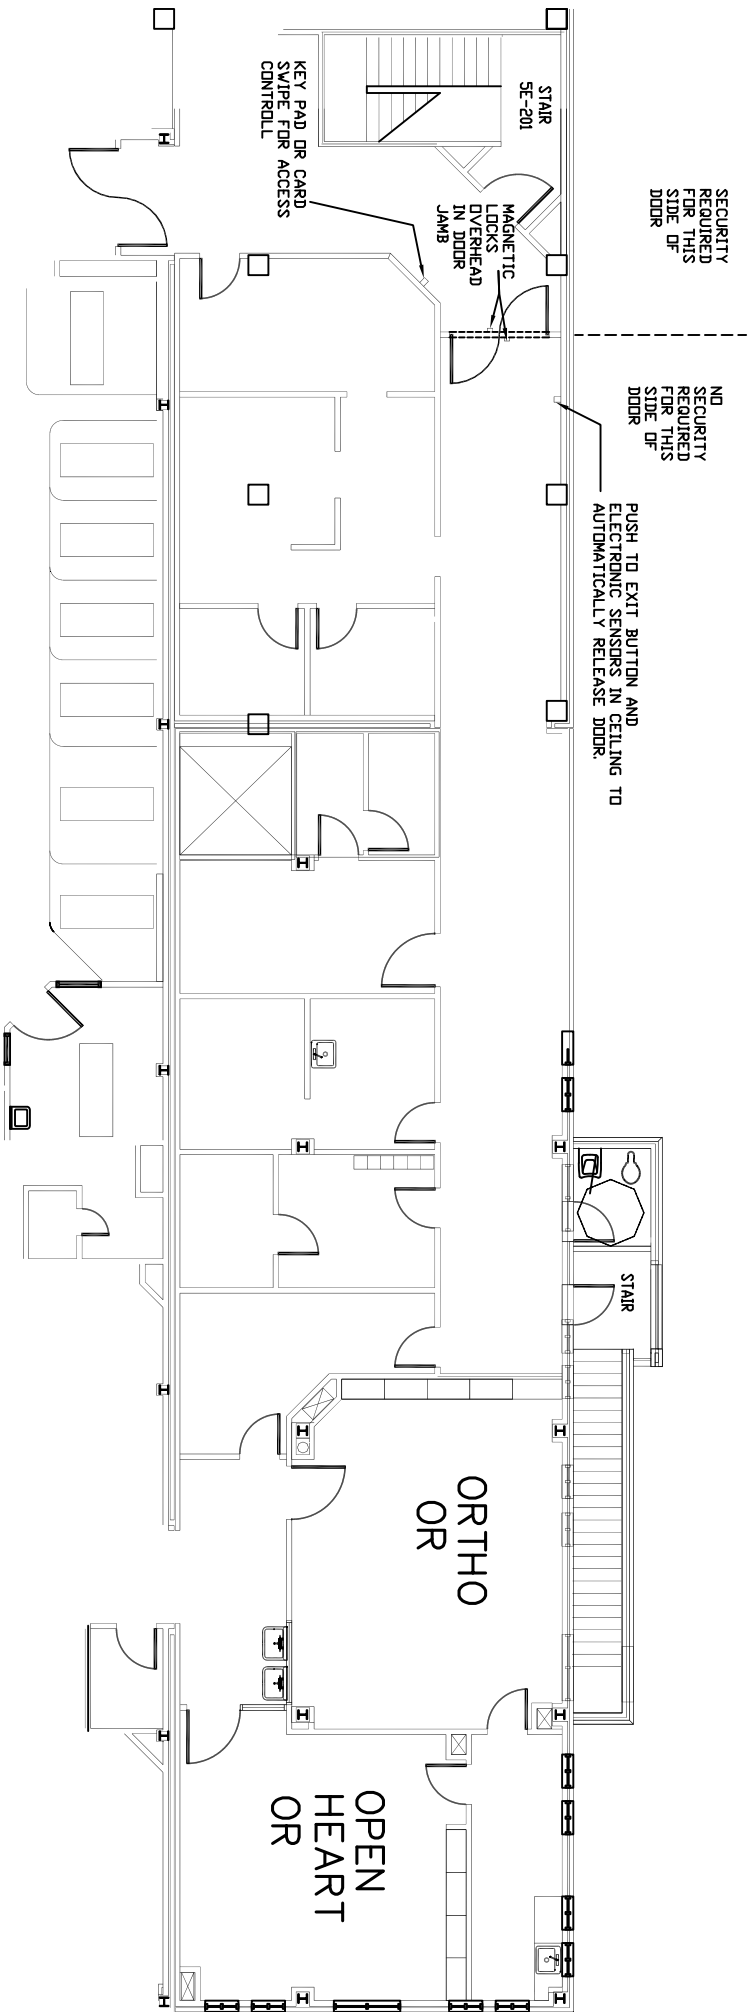 STAIR
5E-201
KEY PAD OR CARD
SWIPE FOR ACCESS
CONTROLL
MAGNETIC
LOCKS
OVERHEAD
IN DOOR
JAMB
SECURITY
REQUIRED
FOR THIS
SIDE OF
DOOR
NO
SECURITY
REQUIRED
FOR THIS
SIDE OF
DOOR
PUSH TO EXIT BUTTON AND
ELECTRONIC SENSORS IN CEILING TO
AUTOMATICALLY RELEASE DOOR.
STAIR
ORTHO
OR
OPEN
HEART
OR